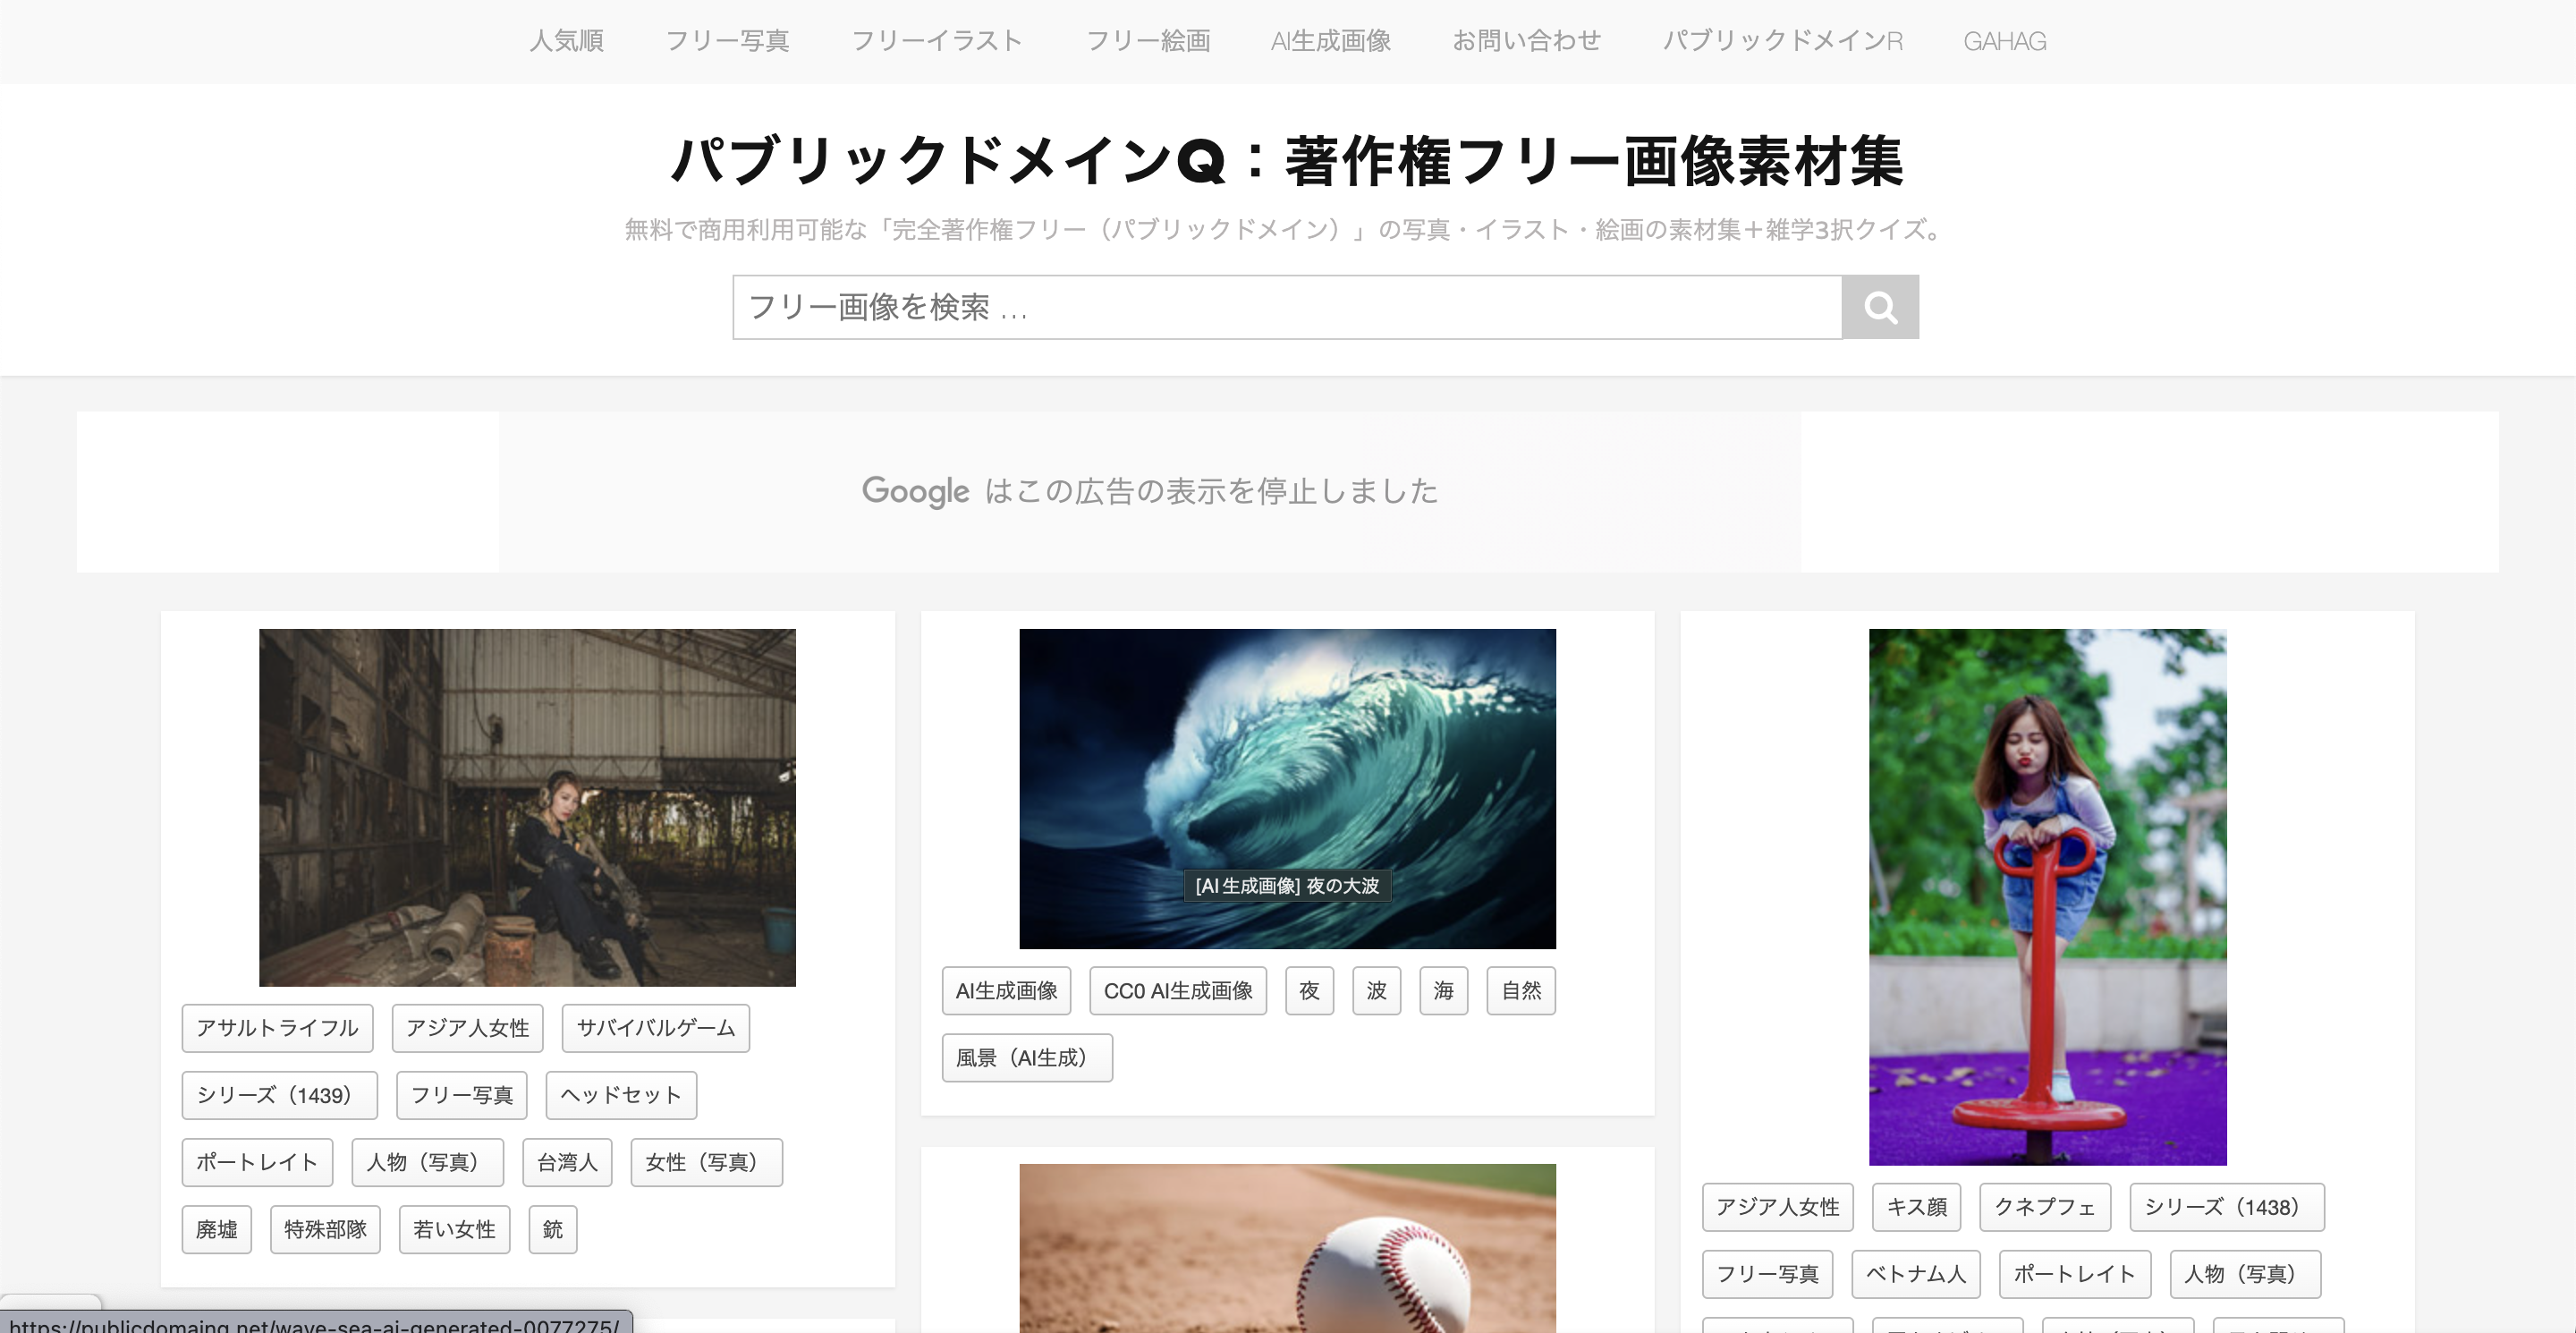 人気順 フリー写真 フリーイラスト フリー絵画 AI生成画像 お問い合わせ パブリックドメインR GAHAG
パブリックドメインQ：著作権フリー画像素材集
無料で商用利用可能な「完全著作権フリー（パブリックドメイン）」の写真・イラスト・絵画の素材集＋雑学3択クイズ。
フリー画像を検索 …
Google はこの広告の表示を停止しました
アサルトライフル アジア人女性 サバイバルゲーム
シリーズ（1439） フリー写真 ヘッドセット
ポートレイト 人物（写真） 台湾人 女性（写真）
廃墟 特殊部隊 若い女性 銃
[AI 生成画像] 夜の大波
AI生成画像 CC0 AI生成画像 夜 波 海 自然
風景（AI生成）
アジア人女性 キス顔 クネプフェ シリーズ（1438）
フリー写真 ベトナム人 ポートレイト 人物（写真）
https://publicdomainq.net/wave-sea-ai-generated-0077275/